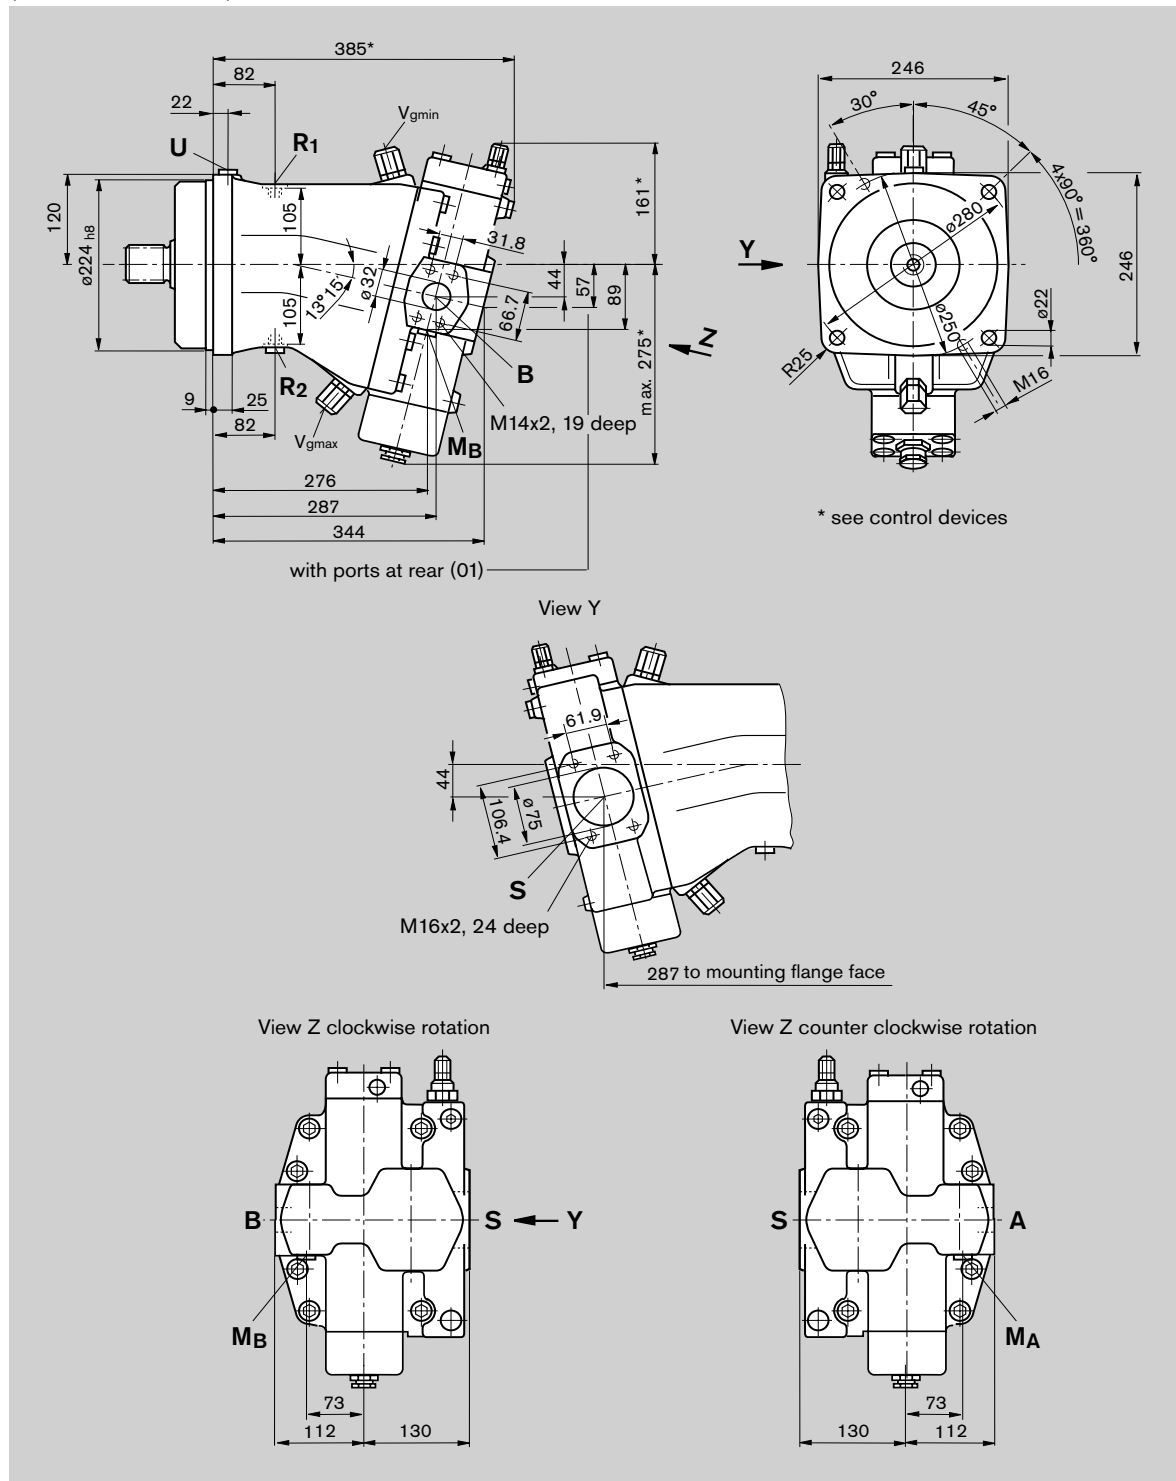 385*
82
22
U
R1
Vgmin
120
ø224 h8
105
105
13°15'
ø32
31.8
161*
44
57
89
66.7
max. 275*
Z
B
M14x2, 19 deep
MB
R2
Vgmax
9
25
82
276
287
344
with ports at rear (01)
246
30°
45°
4x90°=360°
ø280
Y
246
ø22
ø250
R25
M16
* see control devices
View Y
61.9
44
106.4
ø75
S
M16x2, 24 deep
287 to mounting flange face
View Z clockwise rotation
View Z counter clockwise rotation
B
S
Y
S
A
MB
MA
73
112
130
73
130
112